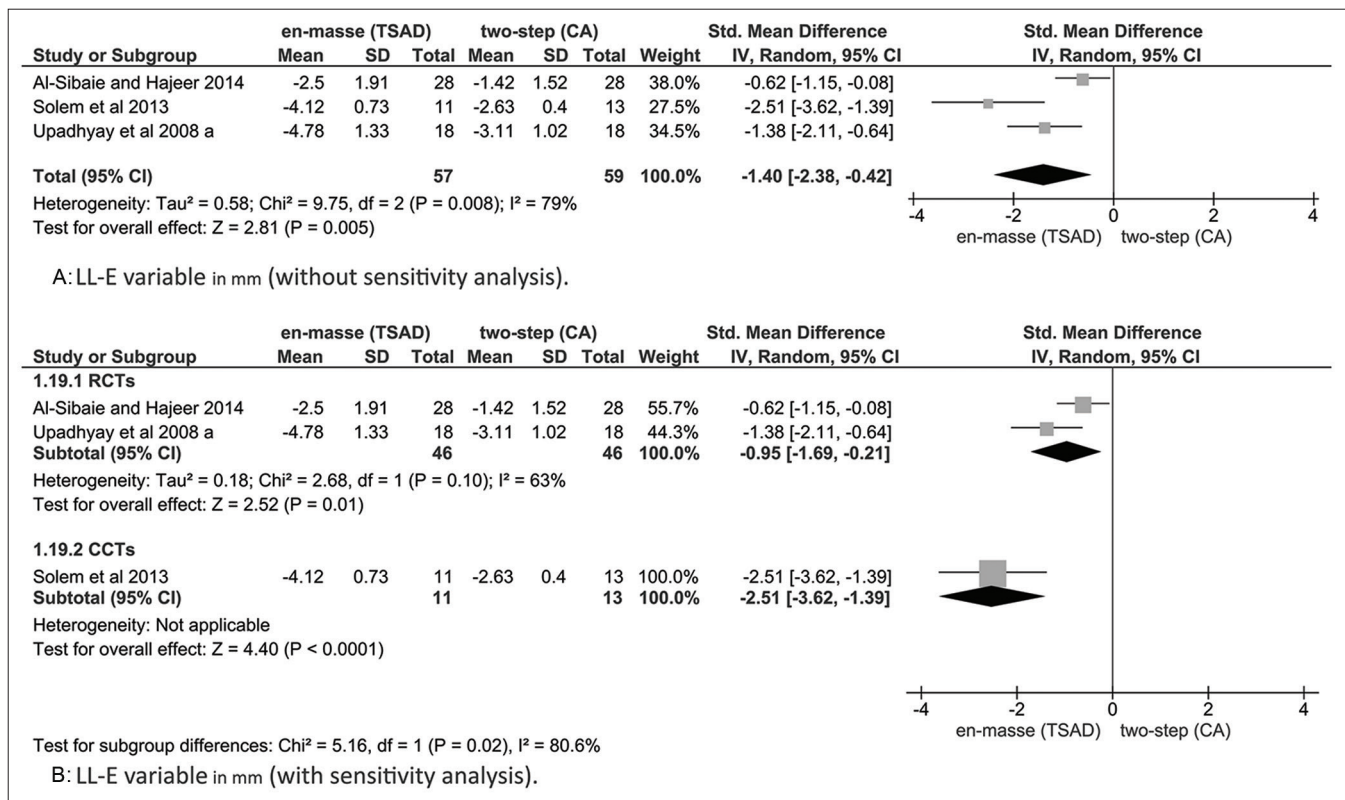 en-masse (TSAD) two-step (CA) Std. Mean Difference Std. Mean Difference
Study or Subgroup Mean SD Total Mean SD Total Weight IV, Random, 95% CI IV, Random, 95% CI
Al-Sibaie and Hajeer 2014 -2.5 1.91 28 -1.42 1.52 28 38.0% -0.62 [-1.15, -0.08]
Solem et al 2013 -4.12 0.73 11 -2.63 0.4 13 27.5% -2.51 [-3.62, -1.39]
Upadhyay et al 2008 a -4.78 1.33 18 -3.11 1.02 18 34.5% -1.38 [-2.11, -0.64]
Total (95% CI) 57 59 100.0% -1.40 [-2.38, -0.42]
Heterogeneity: Tau² = 0.58; Chi² = 9.75, df = 2 (P = 0.008); I² = 79%
Test for overall effect: Z = 2.81 (P = 0.005)
-4 -2 0 2 4
en-masse (TSAD) two-step (CA)
A: LL-E variable in mm (without sensitivity analysis).
en-masse (TSAD) two-step (CA) Std. Mean Difference Std. Mean Difference
Study or Subgroup Mean SD Total Mean SD Total Weight IV, Random, 95% CI IV, Random, 95% CI
1.19.1 RCTs
Al-Sibaie and Hajeer 2014 -2.5 1.91 28 -1.42 1.52 28 55.7% -0.62 [-1.15, -0.08]
Upadhyay et al 2008 a -4.78 1.33 18 -3.11 1.02 18 44.3% -1.38 [-2.11, -0.64]
Subtotal (95% CI) 46 46 100.0% -0.95 [-1.69, -0.21]
Heterogeneity: Tau² = 0.18; Chi² = 2.68, df = 1 (P = 0.10); I² = 63%
Test for overall effect: Z = 2.52 (P = 0.01)
1.19.2 CCTs
Solem et al 2013 -4.12 0.73 11 -2.63 0.4 13 100.0% -2.51 [-3.62, -1.39]
Subtotal (95% CI) 11 13 100.0% -2.51 [-3.62, -1.39]
Heterogeneity: Not applicable
Test for overall effect: Z = 4.40 (P < 0.0001)
-4 -2 0 2 4
en-masse (TSAD) two-step (CA)
Test for subgroup differences: Chi² = 5.16, df = 1 (P = 0.02), I² = 80.6%
B: LL-E variable in mm (with sensitivity analysis).